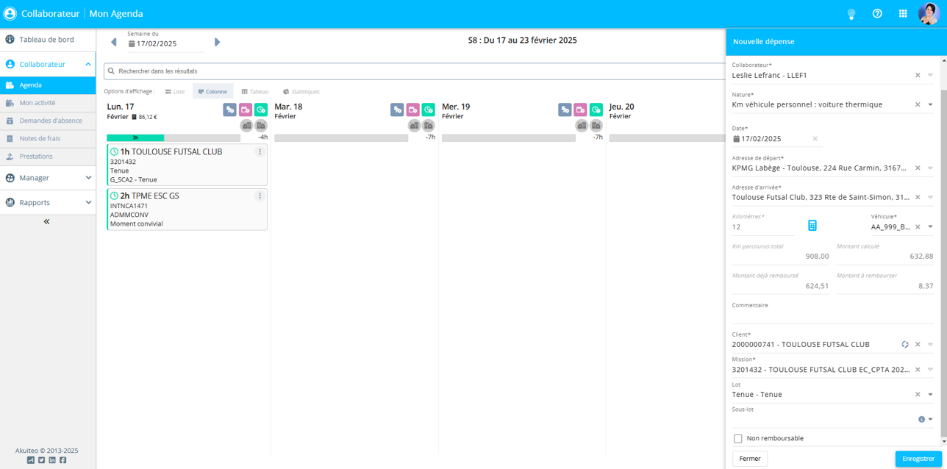 Collaborateur | Mon Agenda
Tableau de bord
Collaborateur
Agenda
Mon activité
Demandes d'absence
Notes de frais
Prestations
Manager
Rapports
Akuiteo © 2013-2025
Semaine du
17/02/2025
S8 : Du 17 au 23 février 2025
Rechercher dans les résultats
Options d'affichage :
Liste
Colonne
Tableau
Statistiques
Lun. 17
Février 86,12 €
3h
-4h
1h TOULOUSE FUTSAL CLUB
3201432
Tenue
G_SCA2 - Tenue
2h TPME ESC GS
INTNCA1471
ADMMCONV
Moment convivial
Mar. 18
Février
-7h
Mer. 19
Février
-7h
Jeu. 20
Février
Nouvelle dépense
Collaborateur*
Leslie Lefranc - LLEF1
Nature*
Km véhicule personnel : voiture thermique
Date*
17/02/2025
Adresse de départ*
KPMG Labège - Toulouse, 224 Rue Carmin, 3167...
Adresse d'arrivée*
Toulouse Futsal Club, 323 Rte de Saint-Simon, 31...
Kilomètres*
12
Véhicule*
AA_999_B...
Km parcourus total
908,00
Montant calculé
632,88
Montant déjà remboursé
624,51
Montant à rembourser
8,37
Commentaire
Client*
2000000741 - TOULOUSE FUTSAL CLUB
Mission*
3201432 - TOULOUSE FUTSAL CLUB EC_CPTA 202...
Lot
Tenue - Tenue
Sous-lot
Non remboursable
Fermer
Enregistrer